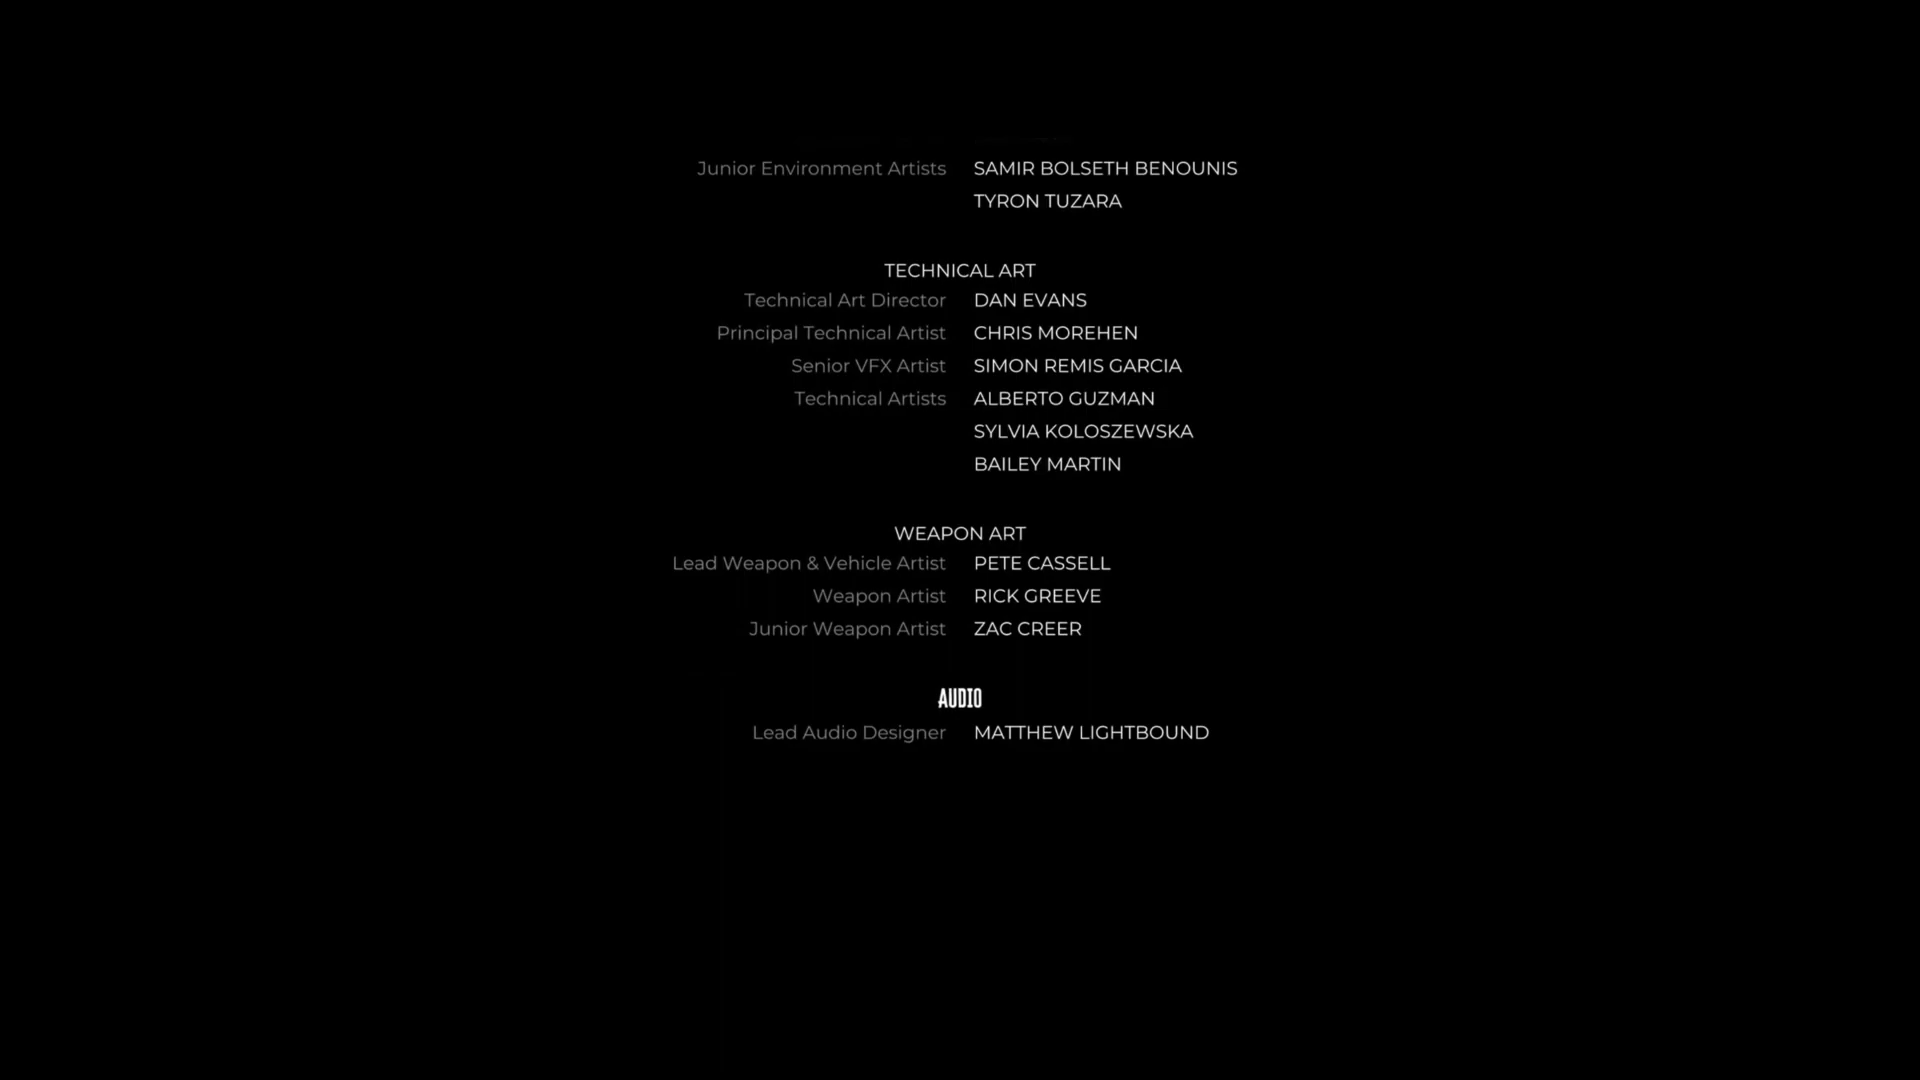 Junior Environment Artists SAMIR BOLSETH BENOUNIS
TYRON TUZARA
TECHNICAL ART
Technical Art Director DAN EVANS
Principal Technical Artist CHRIS MOREHEN
Senior VFX Artist SIMON REMIS GARCIA
Technical Artists ALBERTO GUZMAN
SYLVIA KOLOSZEWSKA
BAILEY MARTIN
WEAPON ART
Lead Weapon & Vehicle Artist PETE CASSELL
Weapon Artist RICK GREEVE
Junior Weapon Artist ZAC CREER
AUDIO
Lead Audio Designer MATTHEW LIGHTBOUND